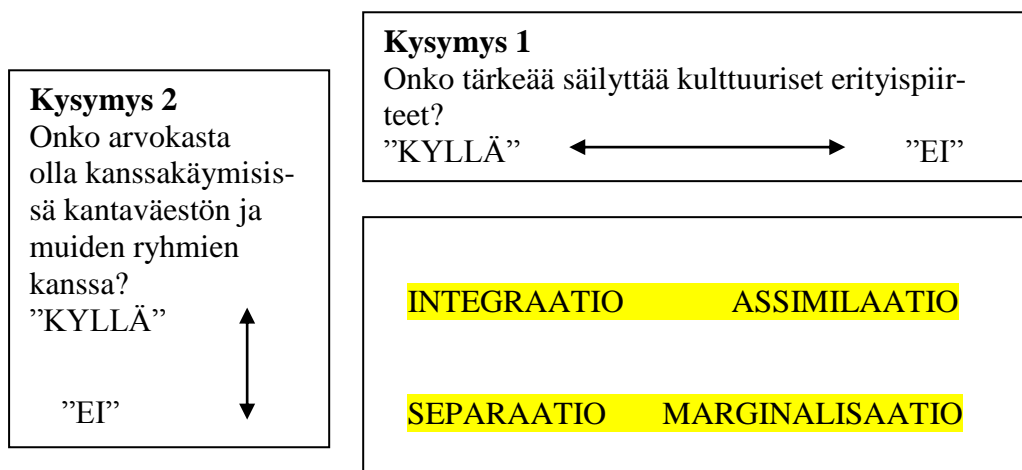 Kysymys 1
Onko tärkeää säilyttää kulttuuriset erityispiir-
teet?
”KYLLÄ” ”EI”
Kysymys 2
Onko arvokasta
olla kanssakäymisis-
sä kantaväestön ja
muiden ryhmien
kanssa?
”KYLLÄ”
”EI”
INTEGRAATIO ASSIMILAATIO
SEPARAATIO MARGINALISAATIO